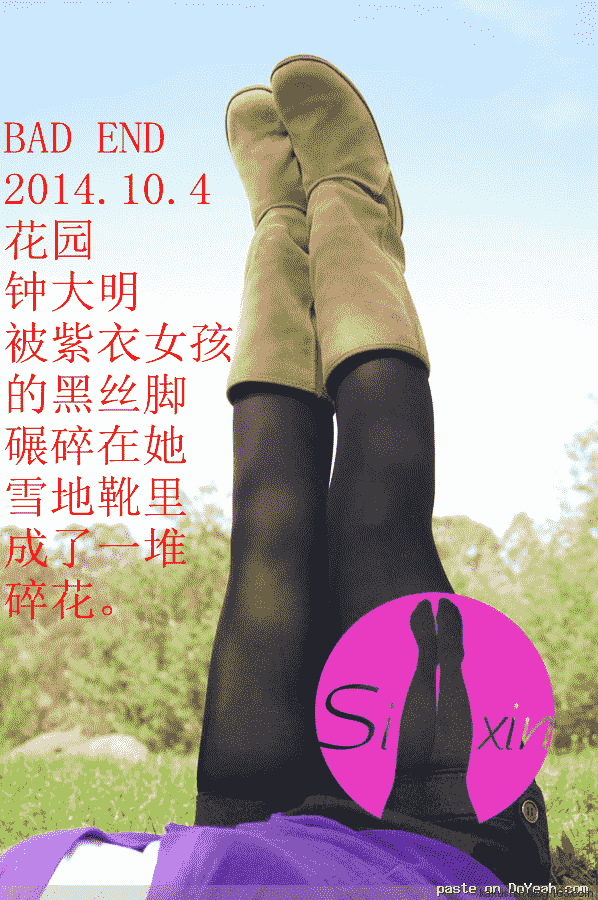 BAD END
2014.10.4
花园
钟大明
被紫衣女孩
的黑丝脚
碾碎在她
雪地靴里
成了一堆
碎花。
Si xin
paste on DoYeah.com